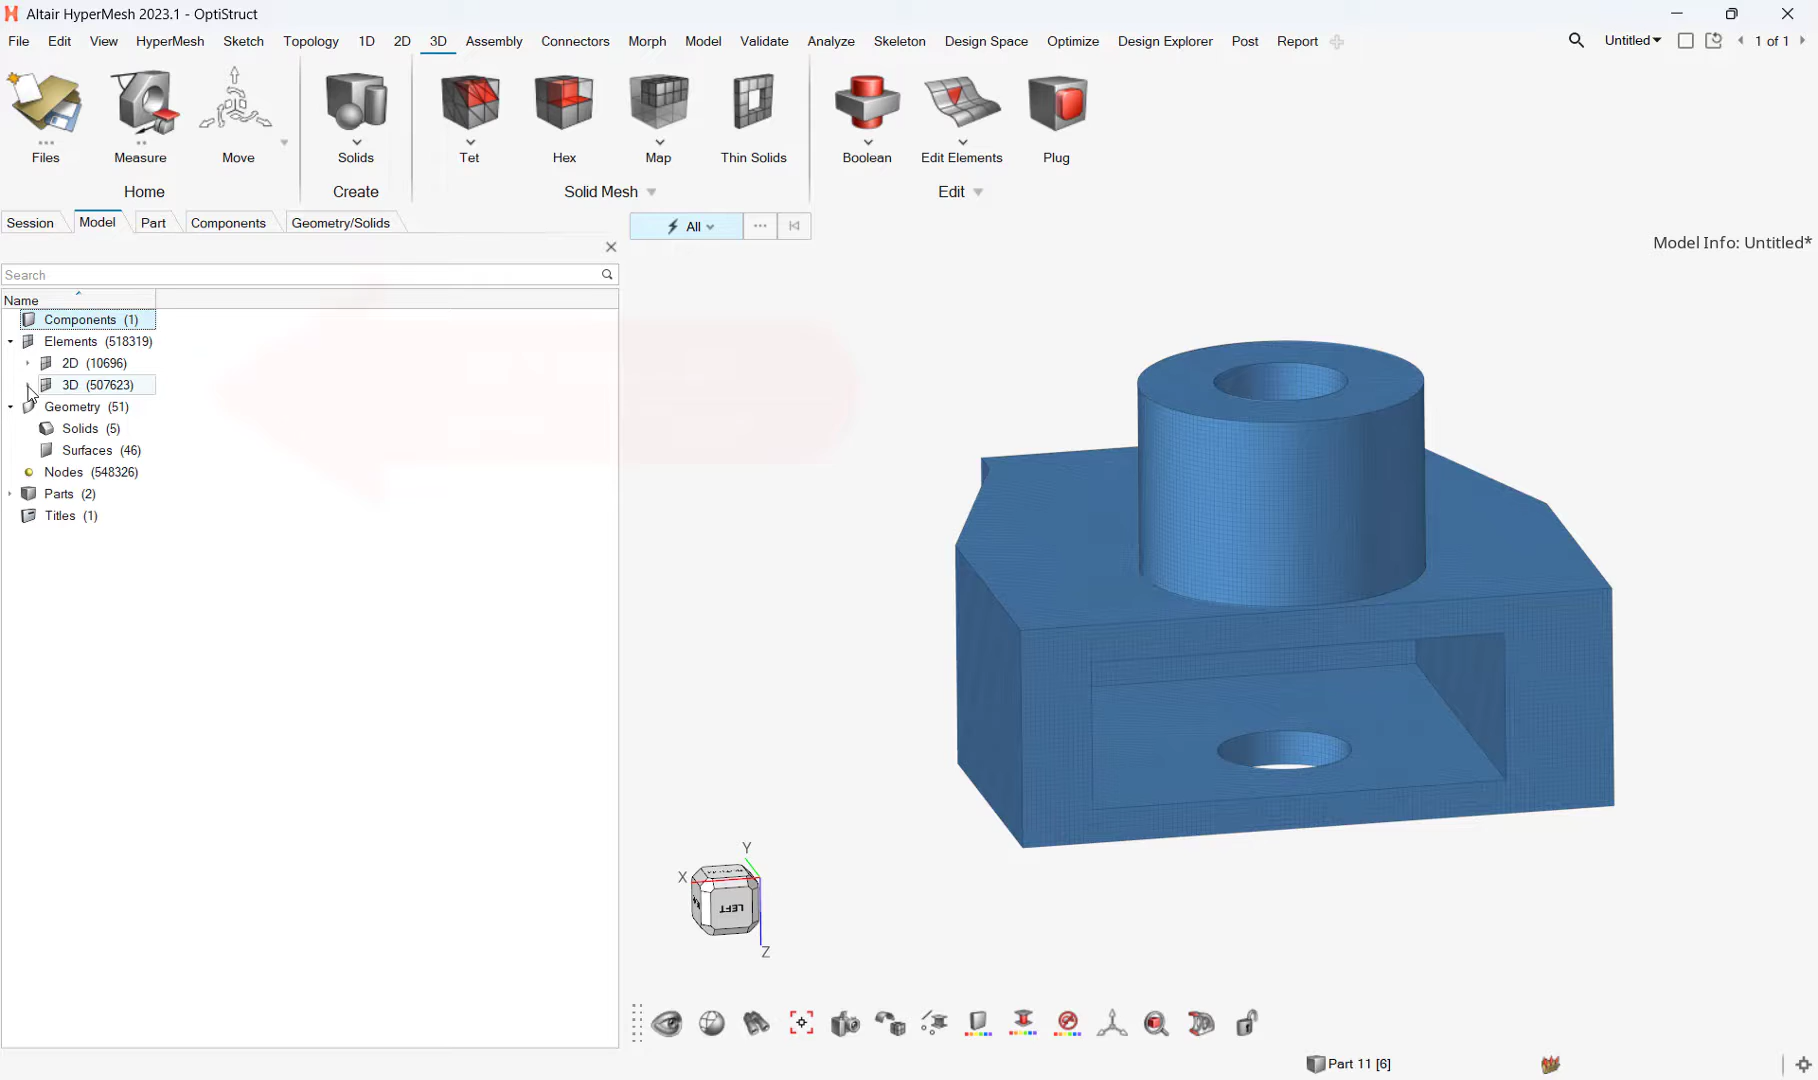 Altair HyperMesh 2023.1 - OptiStruct
File Edit View HyperMesh Sketch Topology 1D 2D 3D Assembly Connectors Morph Model Validate Analyze Skeleton Design Space Optimize Design Explorer Post Report Untitled 1 of 1
Files Measure Move Solids Tet Hex Map Thin Solids Boolean Edit Elements Plug
Home Create Solid Mesh Edit
Session Model Part Components Geometry/Solids All
Model Info: Untitled*
Search
Name
Components (1)
Elements (518319)
2D (10696)
3D (507623)
Geometry (51)
Solids (5)
Surfaces (46)
Nodes (548326)
Parts (2)
Titles (1)
Y
X
LEFT
Z
Part 11 [6]